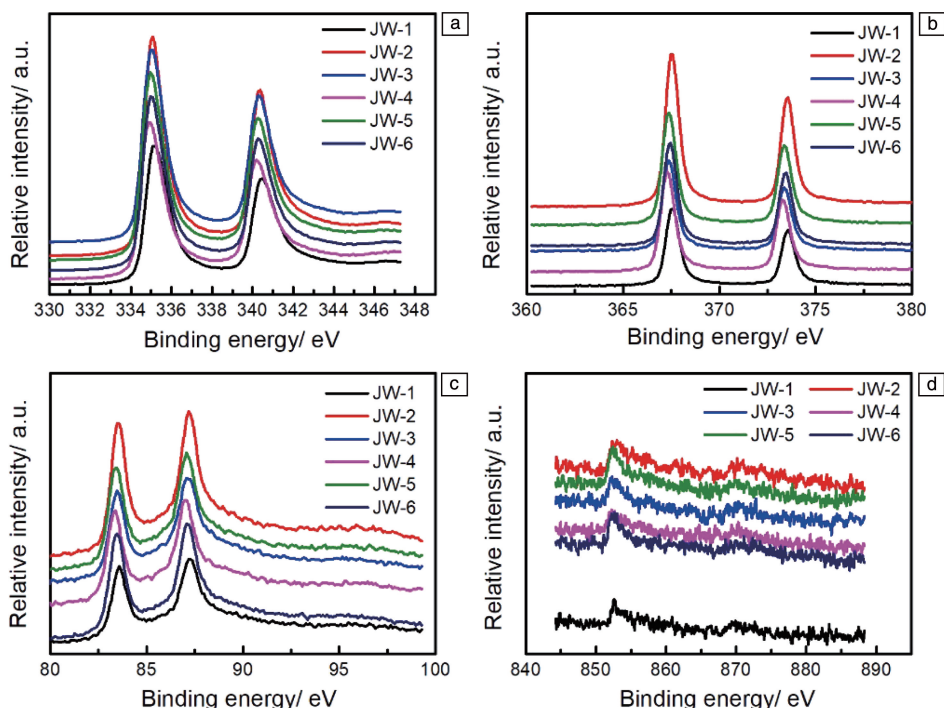 a
JW-1
JW-2
JW-3
JW-4
JW-5
JW-6
Relative intensity/ a.u.
330 332 334 336 338 340 342 344 346 348
Binding energy/ eV
b
JW-1
JW-2
JW-3
JW-4
JW-5
JW-6
Relative intensity/ a.u.
360 365 370 375 380
Binding energy/ eV
c
JW-1
JW-2
JW-3
JW-4
JW-5
JW-6
Relative intensity/ a.u.
80 85 90 95 100
Binding energy/ eV
d
JW-1 JW-2
JW-3 JW-4
JW-5 JW-6
Relative intensity/ a.u.
840 850 860 870 880 890
Binding energy/ eV